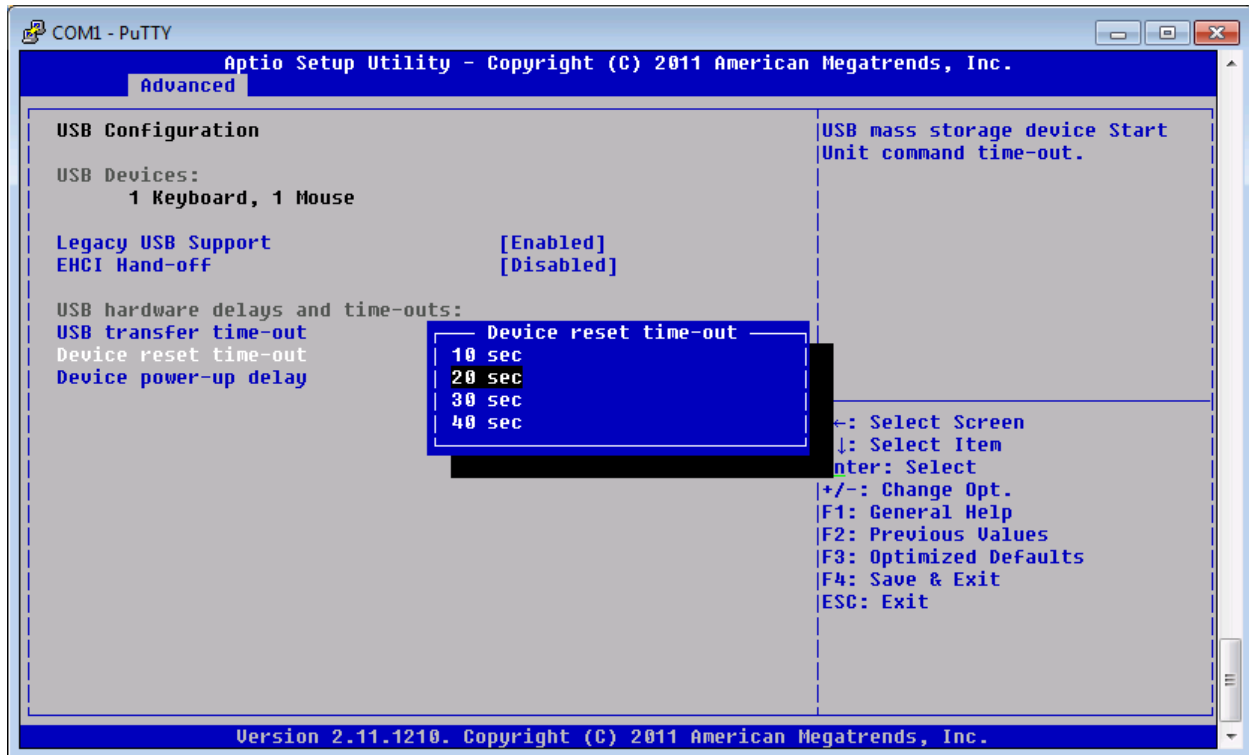 COM1 - PuTTY
Aptio Setup Utility - Copyright (C) 2011 American Megatrends, Inc.
Advanced
USB Configuration
USB Devices:
1 Keyboard, 1 Mouse
Legacy USB Support [Enabled]
EHCI Hand-off [Disabled]
USB hardware delays and time-outs:
USB transfer time-out
Device reset time-out
Device power-up delay
Device reset time-out
10 sec
20 sec
30 sec
40 sec
USB mass storage device Start
Unit command time-out.
←: Select Screen
↓: Select Item
nter: Select
+/-: Change Opt.
F1: General Help
F2: Previous Values
F3: Optimized Defaults
F4: Save & Exit
ESC: Exit
Version 2.11.1210. Copyright (C) 2011 American Megatrends, Inc.